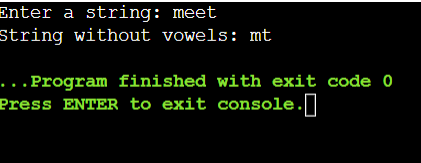 Enter a string: meet
String without vowels: mt
...Program finished with exit code 0
Press ENTER to exit console.